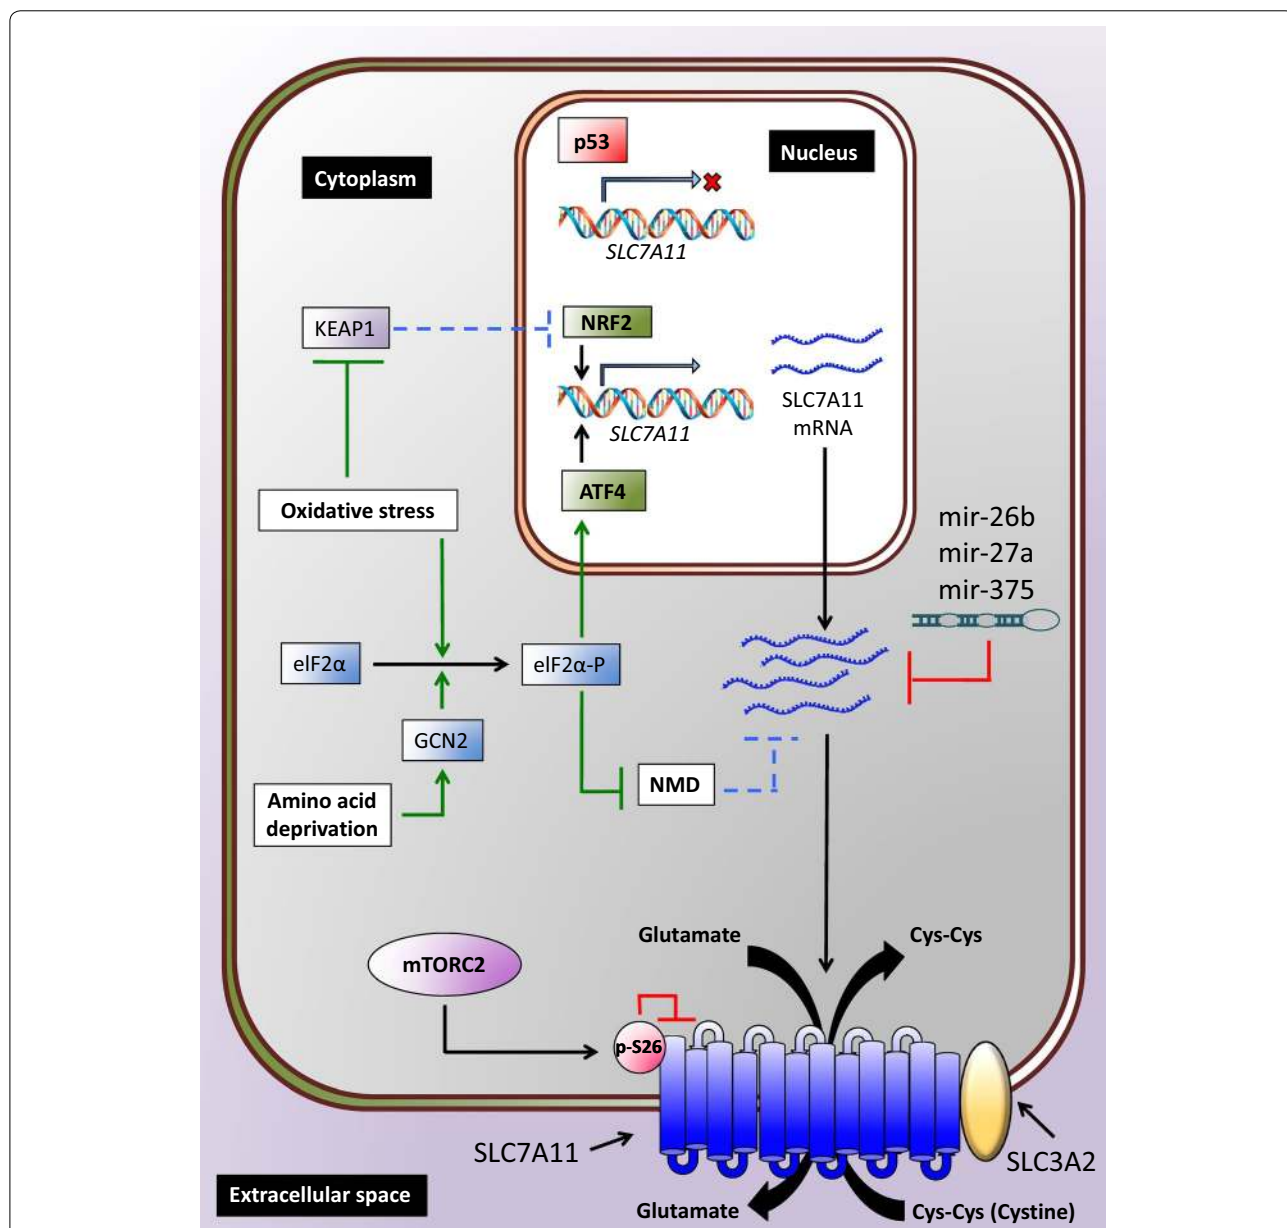 p53
Nucleus
Cytoplasm
SLC7A11
KEAP1
NRF2
SLC7A11
mRNA
SLC7A11
ATF4
Oxidative stress
mir-26b
mir-27a
mir-375
eIF2α
eIF2α-P
GCN2
NMD
Amino acid
deprivation
Glutamate
Cys-Cys
mTORC2
p-S26
SLC7A11
SLC3A2
Extracellular space
Glutamate
Cys-Cys (Cystine)